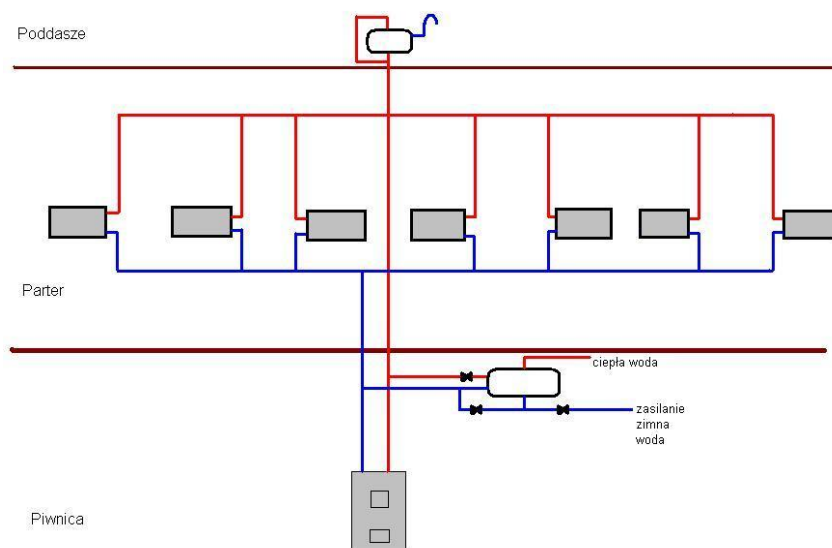 Poddasze
Parter
ciepła woda
zasilanie
zimna
woda
Piwnica